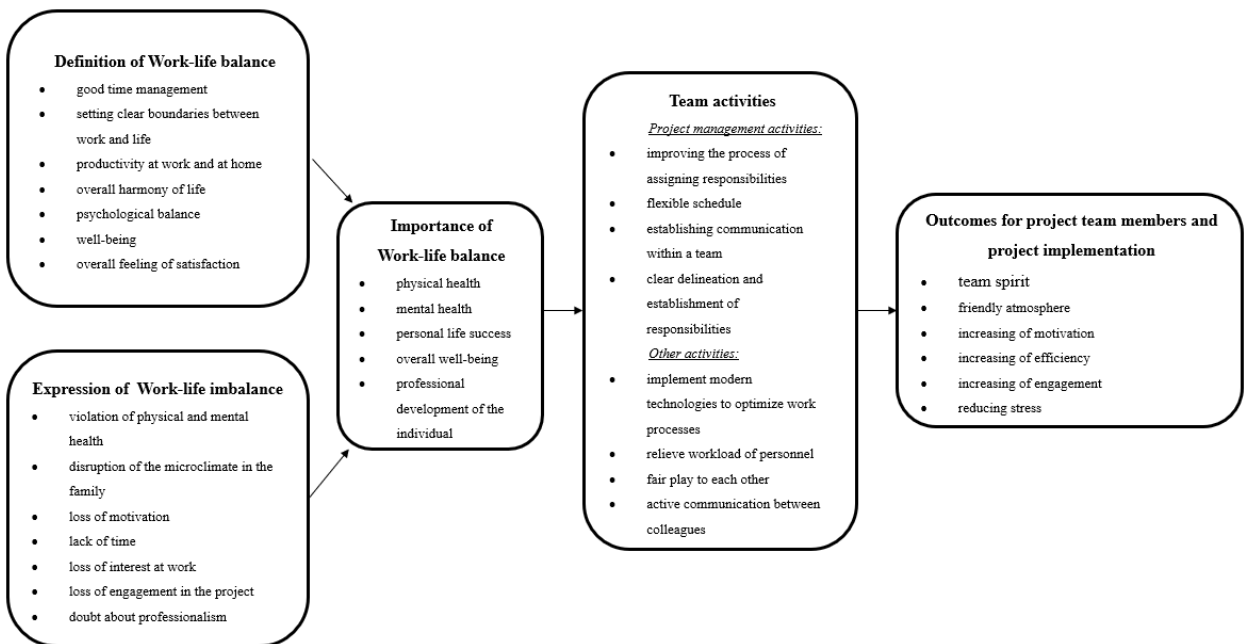 Definition of Work-life balance
• good time management
• setting clear boundaries between
work and life
• productivity at work and at home
• overall harmony of life
• psychological balance
• well-being
• overall feeling of satisfaction
Expression of Work-life imbalance
• violation of physical and mental
health
• disruption of the microclimate in the
family
• loss of motivation
• lack of time
• loss of interest at work
• loss of engagement in the project
• doubt about professionalism
Importance of
Work-life balance
• physical health
• mental health
• personal life success
• overall well-being
• professional
development of the
individual
Team activities
Project management activities:
• improving the process of
assigning responsibilities
• flexible schedule
• establishing communication
within a team
• clear delineation and
establishment of
responsibilities
Other activities:
• implement modern
technologies to optimize work
processes
• relieve workload of personnel
• fair play to each other
• active communication between
colleagues
Outcomes for project team members and
project implementation
• team spirit
• friendly atmosphere
• increasing of motivation
• increasing of efficiency
• increasing of engagement
• reducing stress